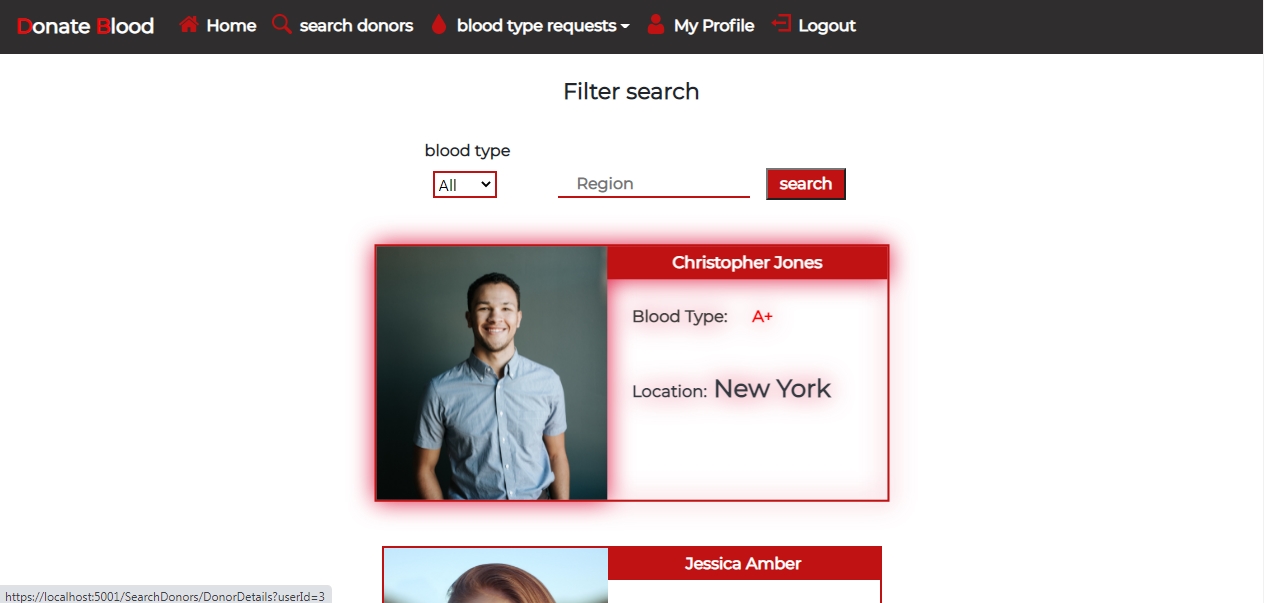 Donate Blood Home search donors blood type requests My Profile Logout
Filter search
blood type
All Region search
Christopher Jones
Blood Type: A+
Location: New York
Jessica Amber
https://localhost:5001/SearchDonors/DonorDetails?userId=3